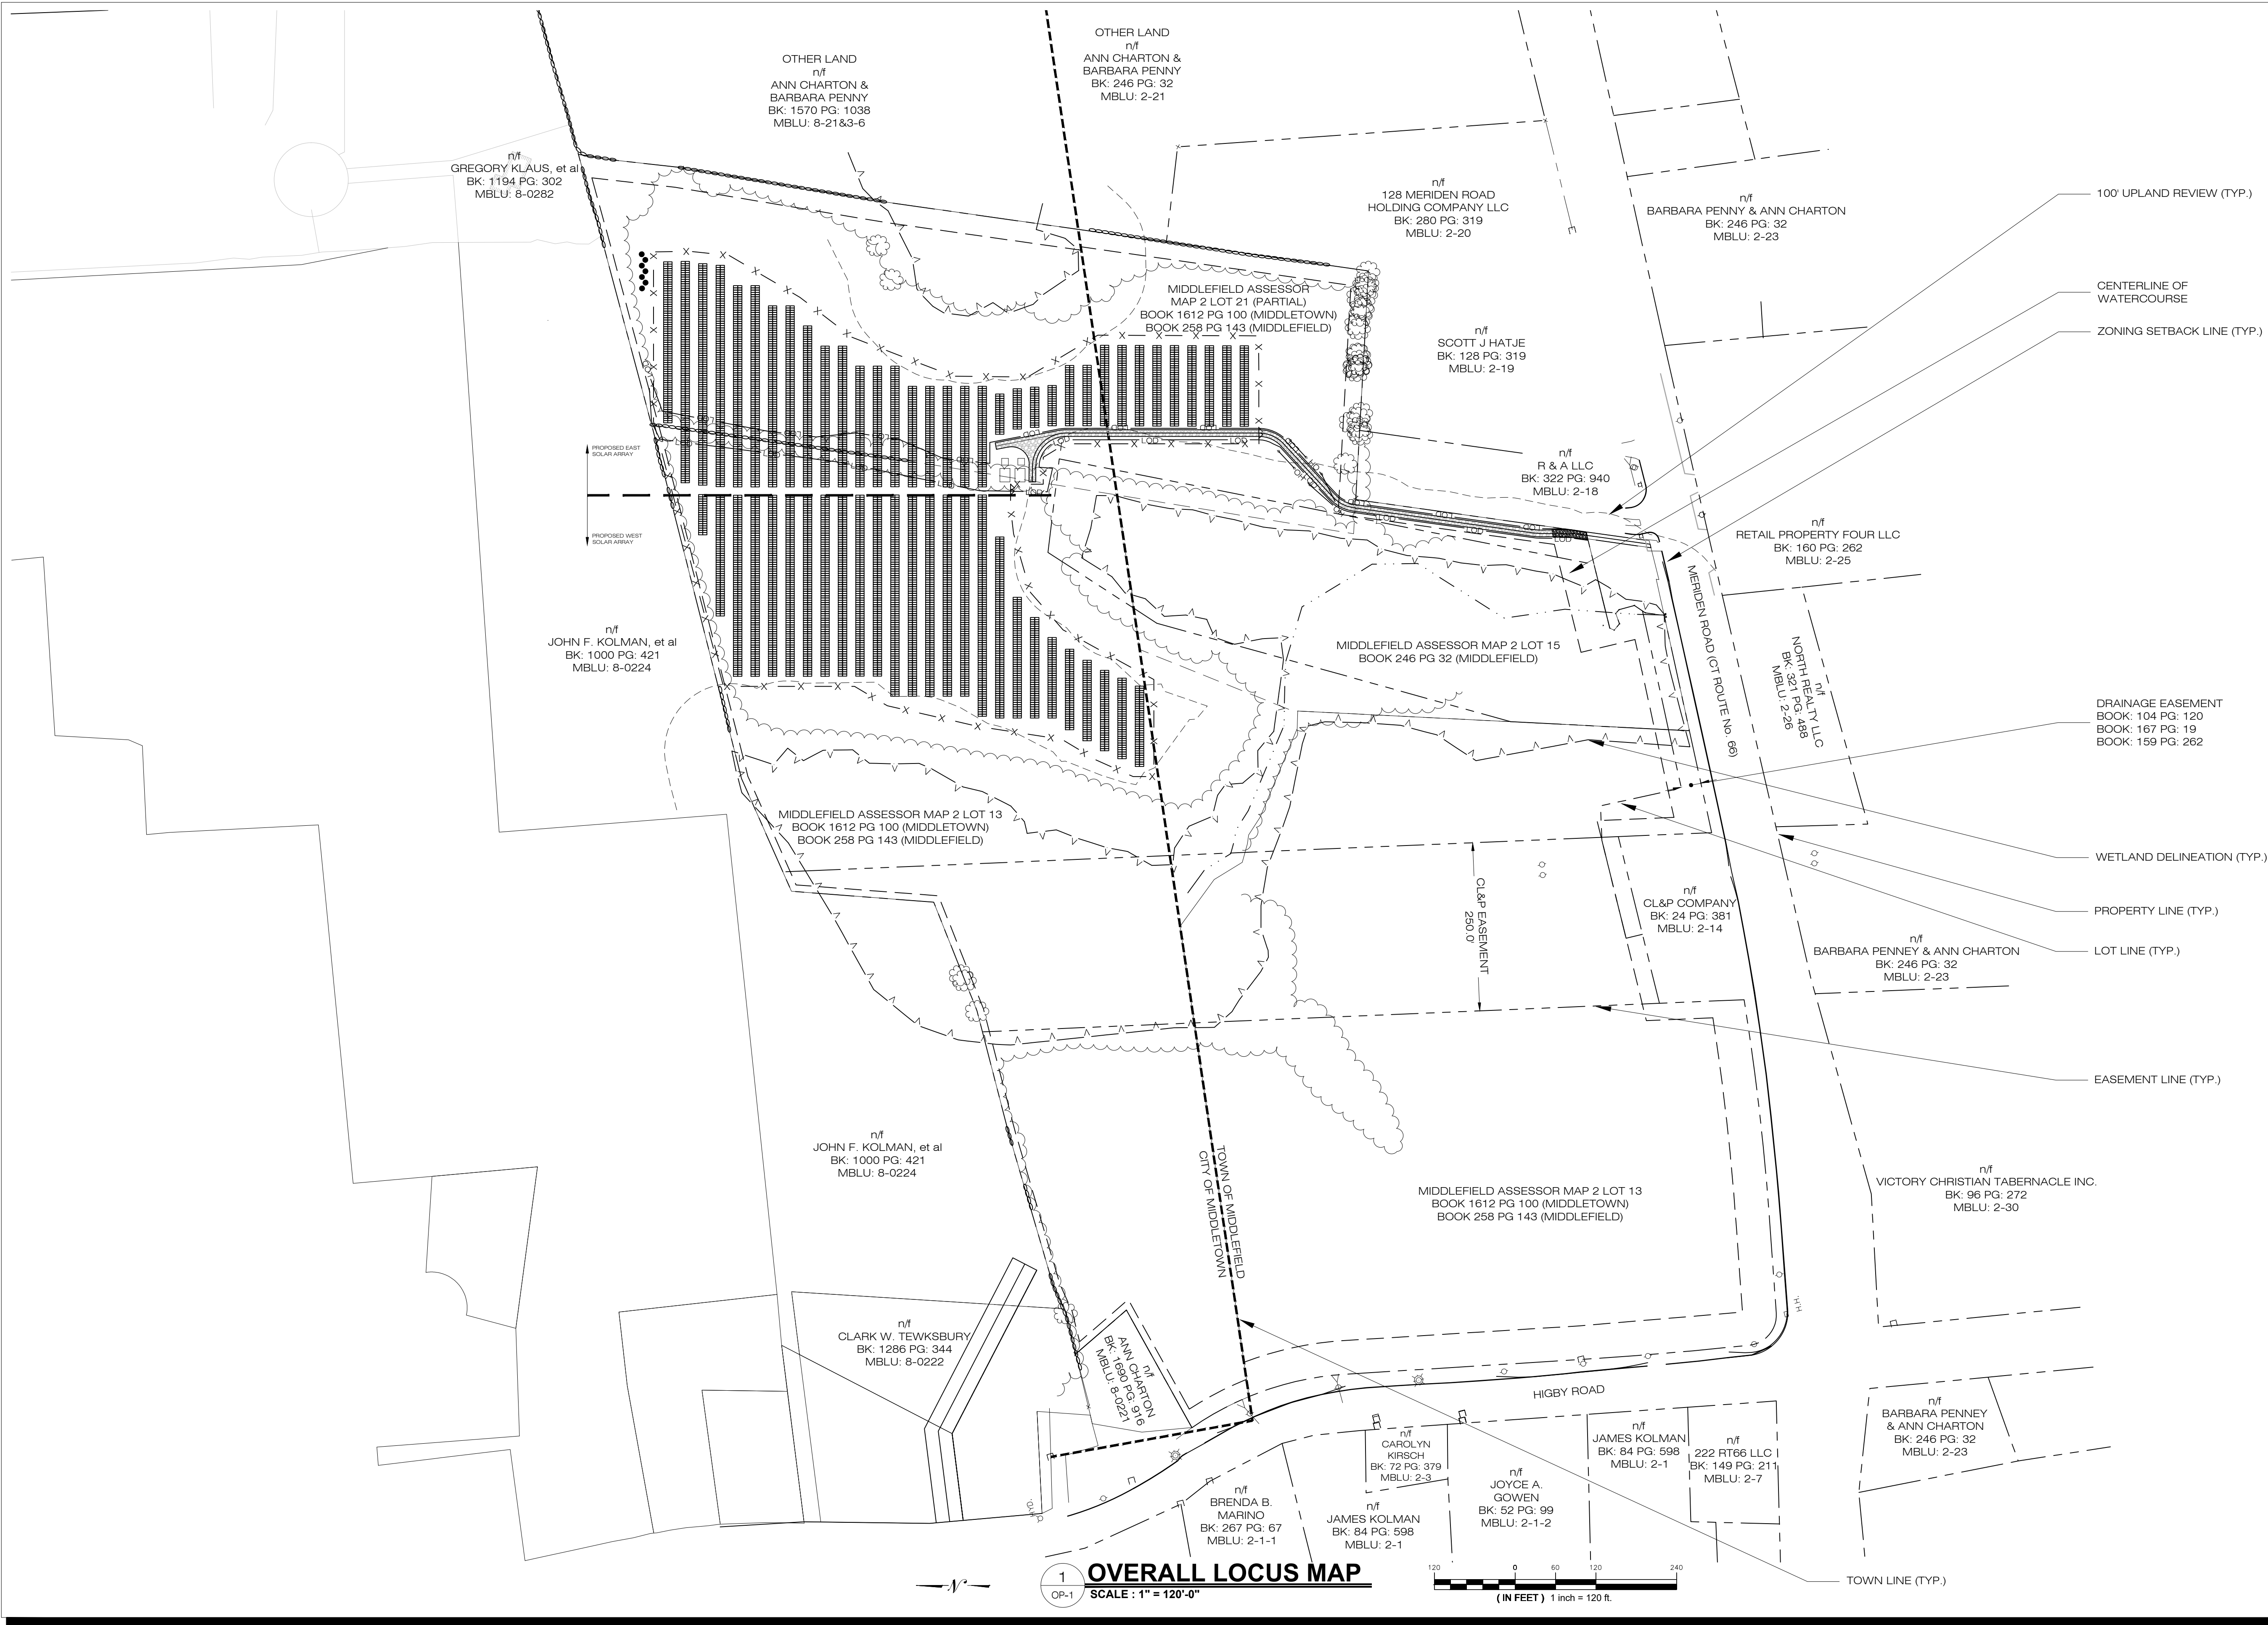 OTHER LAND
n/f
ANN CHARTON &
BARBARA PENNY
BK: 1570 PG: 1038
MBLU: 8-21&3-6
OTHER LAND
n/f
ANN CHARTON &
BARBARA PENNY
BK: 246 PG: 32
MBLU: 2-21
n/f
GREGORY KLAUS, et al
BK: 1194 PG: 302
MBLU: 8-0282
n/f
128 MERIDEN ROAD
HOLDING COMPANY LLC
BK: 280 PG: 319
MBLU: 2-20
n/f
BARBARA PENNY & ANN CHARTON
BK: 246 PG: 32
MBLU: 2-23
100' UPLAND REVIEW (TYP.)
CENTERLINE OF
WATERCOURSE
ZONING SETBACK LINE (TYP.)
MIDDLEFIELD ASSESSOR
MAP 2 LOT 21 (PARTIAL)
BOOK 1612 PG 100 (MIDDLETOWN)
BOOK 258 PG 143 (MIDDLEFIELD)
n/f
SCOTT J HATJE
BK: 128 PG: 319
MBLU: 2-19
PROPOSED EAST
SOLAR ARRAY
PROPOSED WEST
SOLAR ARRAY
n/f
R & A LLC
BK: 322 PG: 940
MBLU: 2-18
n/f
RETAIL PROPERTY FOUR LLC
BK: 160 PG: 262
MBLU: 2-25
MERIDEN ROAD (CT ROUTE No. 66)
n/f
NORTH REALTY LLC
BK: 321 PG: 488
MBLU: 2-26
n/f
JOHN F. KOLMAN, et al
BK: 1000 PG: 421
MBLU: 8-0224
MIDDLEFIELD ASSESSOR MAP 2 LOT 15
BOOK 246 PG 32 (MIDDLEFIELD)
DRAINAGE EASEMENT
BOOK: 104 PG: 120
BOOK: 167 PG: 19
BOOK: 159 PG: 262
MIDDLEFIELD ASSESSOR MAP 2 LOT 13
BOOK 1612 PG 100 (MIDDLETOWN)
BOOK 258 PG 143 (MIDDLEFIELD)
WETLAND DELINEATION (TYP.)
CL&P EASEMENT
250.0'
n/f
CL&P COMPANY
BK: 24 PG: 381
MBLU: 2-14
PROPERTY LINE (TYP.)
n/f
BARBARA PENNEY & ANN CHARTON
BK: 246 PG: 32
MBLU: 2-23
LOT LINE (TYP.)
EASEMENT LINE (TYP.)
n/f
JOHN F. KOLMAN, et al
BK: 1000 PG: 421
MBLU: 8-0224
TOWN OF MIDDLEFIELD
CITY OF MIDDLETOWN
MIDDLEFIELD ASSESSOR MAP 2 LOT 13
BOOK 1612 PG 100 (MIDDLETOWN)
BOOK 258 PG 143 (MIDDLEFIELD)
n/f
VICTORY CHRISTIAN TABERNACLE INC.
BK: 96 PG: 272
MBLU: 2-30
H.H.
n/f
CLARK W. TEWKSBURY
BK: 1286 PG: 344
MBLU: 8-0222
n/f
ANN CHARTON
BK: 1690 PG: 916
MBLU: 8-0221
HIGBY ROAD
n/f
BARBARA PENNEY
& ANN CHARTON
BK: 246 PG: 32
MBLU: 2-23
n/f
CAROLYN
KIRSCH
BK: 72 PG: 379
MBLU: 2-3
n/f
JAMES KOLMAN
BK: 84 PG: 598
MBLU: 2-1
n/f
222 RT66 LLC
BK: 149 PG: 211
MBLU: 2-7
n/f
JOYCE A.
GOWEN
BK: 52 PG: 99
MBLU: 2-1-2
HYD.
n/f
BRENDA B.
MARINO
BK: 267 PG: 67
MBLU: 2-1-1
n/f
JAMES KOLMAN
BK: 84 PG: 598
MBLU: 2-1
N
1
OP-1
OVERALL LOCUS MAP
SCALE : 1" = 120'-0"
120 0 60 120 240
( IN FEET ) 1 inch = 120 ft.
TOWN LINE (TYP.)